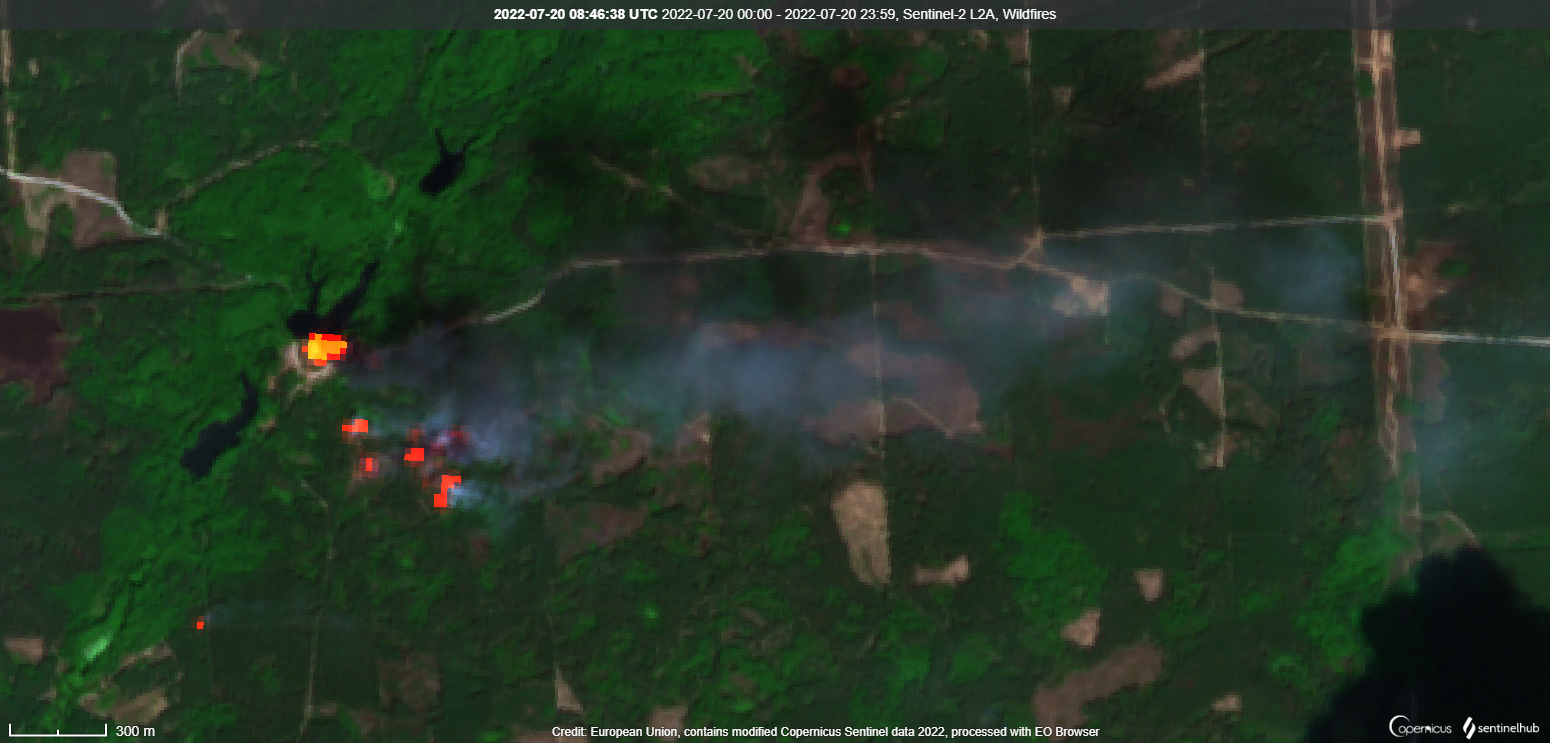 2022-07-20 08:46:38 UTC 2022-07-20 00:00 - 2022-07-20 23:59, Sentinel-2 L2A, Wildfires
300 m
Credit: European Union, contains modified Copernicus Sentinel data 2022, processed with EO Browser
Copernicus
sentinelhub